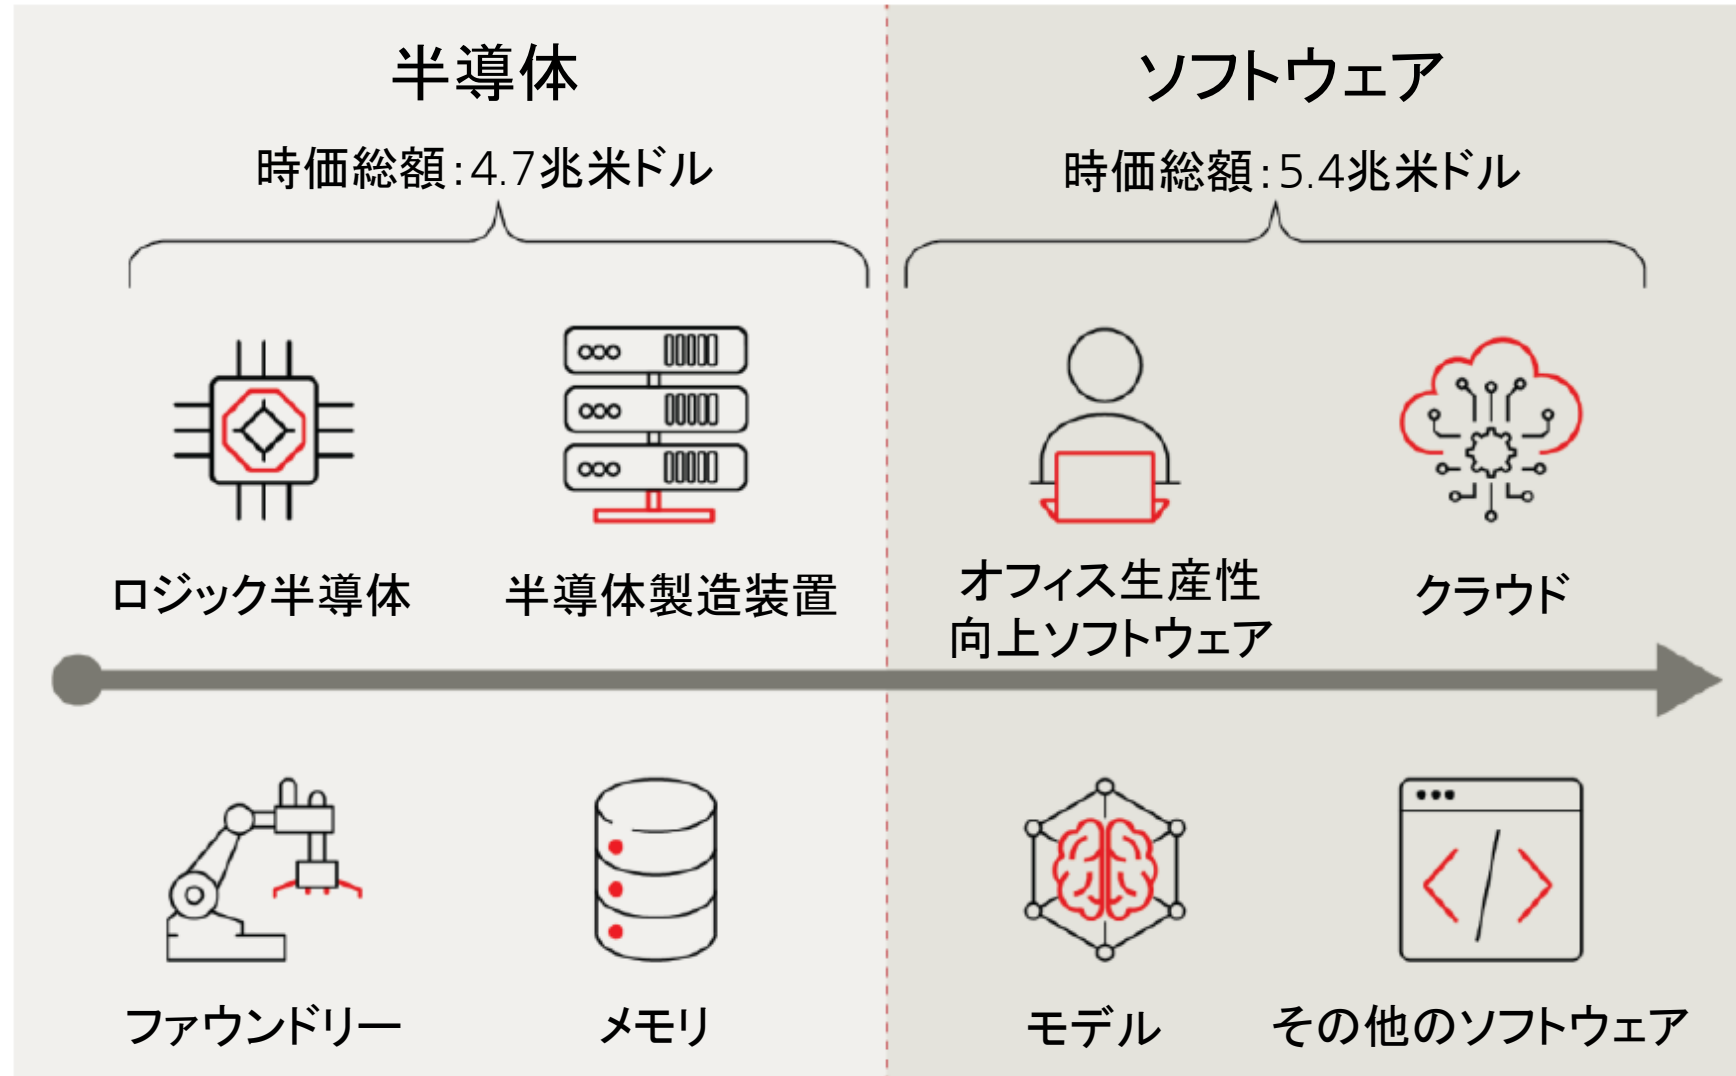 半導体
時価総額:4.7兆米ドル
ロジック半導体
半導体製造装置
ファウンドリー
メモリ
ソフトウェア
時価総額:5.4兆米ドル
オフィス生産性
向上ソフトウェア
クラウド
モデル
その他のソフトウェア